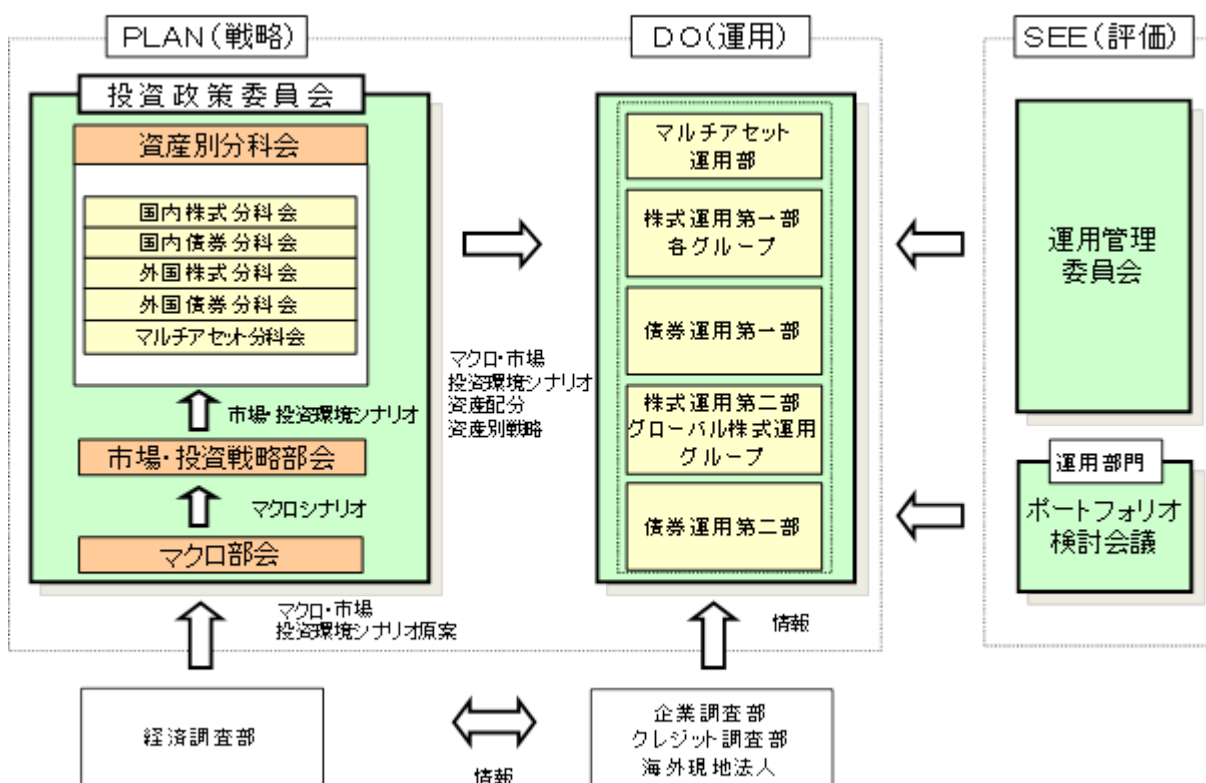 PLAN(戦略)
投資政策委員会
資産別分科会
国内株式分科会
国内債券分科会
外国株式分科会
外国債券分科会
マルチアセット分科会
市場・投資環境シナリオ
市場・投資戦略部会
マクロシナリオ
マクロ部会
マクロ・市場
投資環境シナリオ原案
経済調査部
マクロ・市場
投資環境シナリオ
資産配分
資産別戦略
DO(運用)
マルチアセット
運用部
株式運用第一部
各グループ
債券運用第一部
株式運用第二部
グローバル株式運用
グループ
債券運用第二部
情報
情報
企業調査部
クレジット調査部
海外現地法人
SEE(評価)
運用管理
委員会
運用部門
ポートフォリオ
検討会議